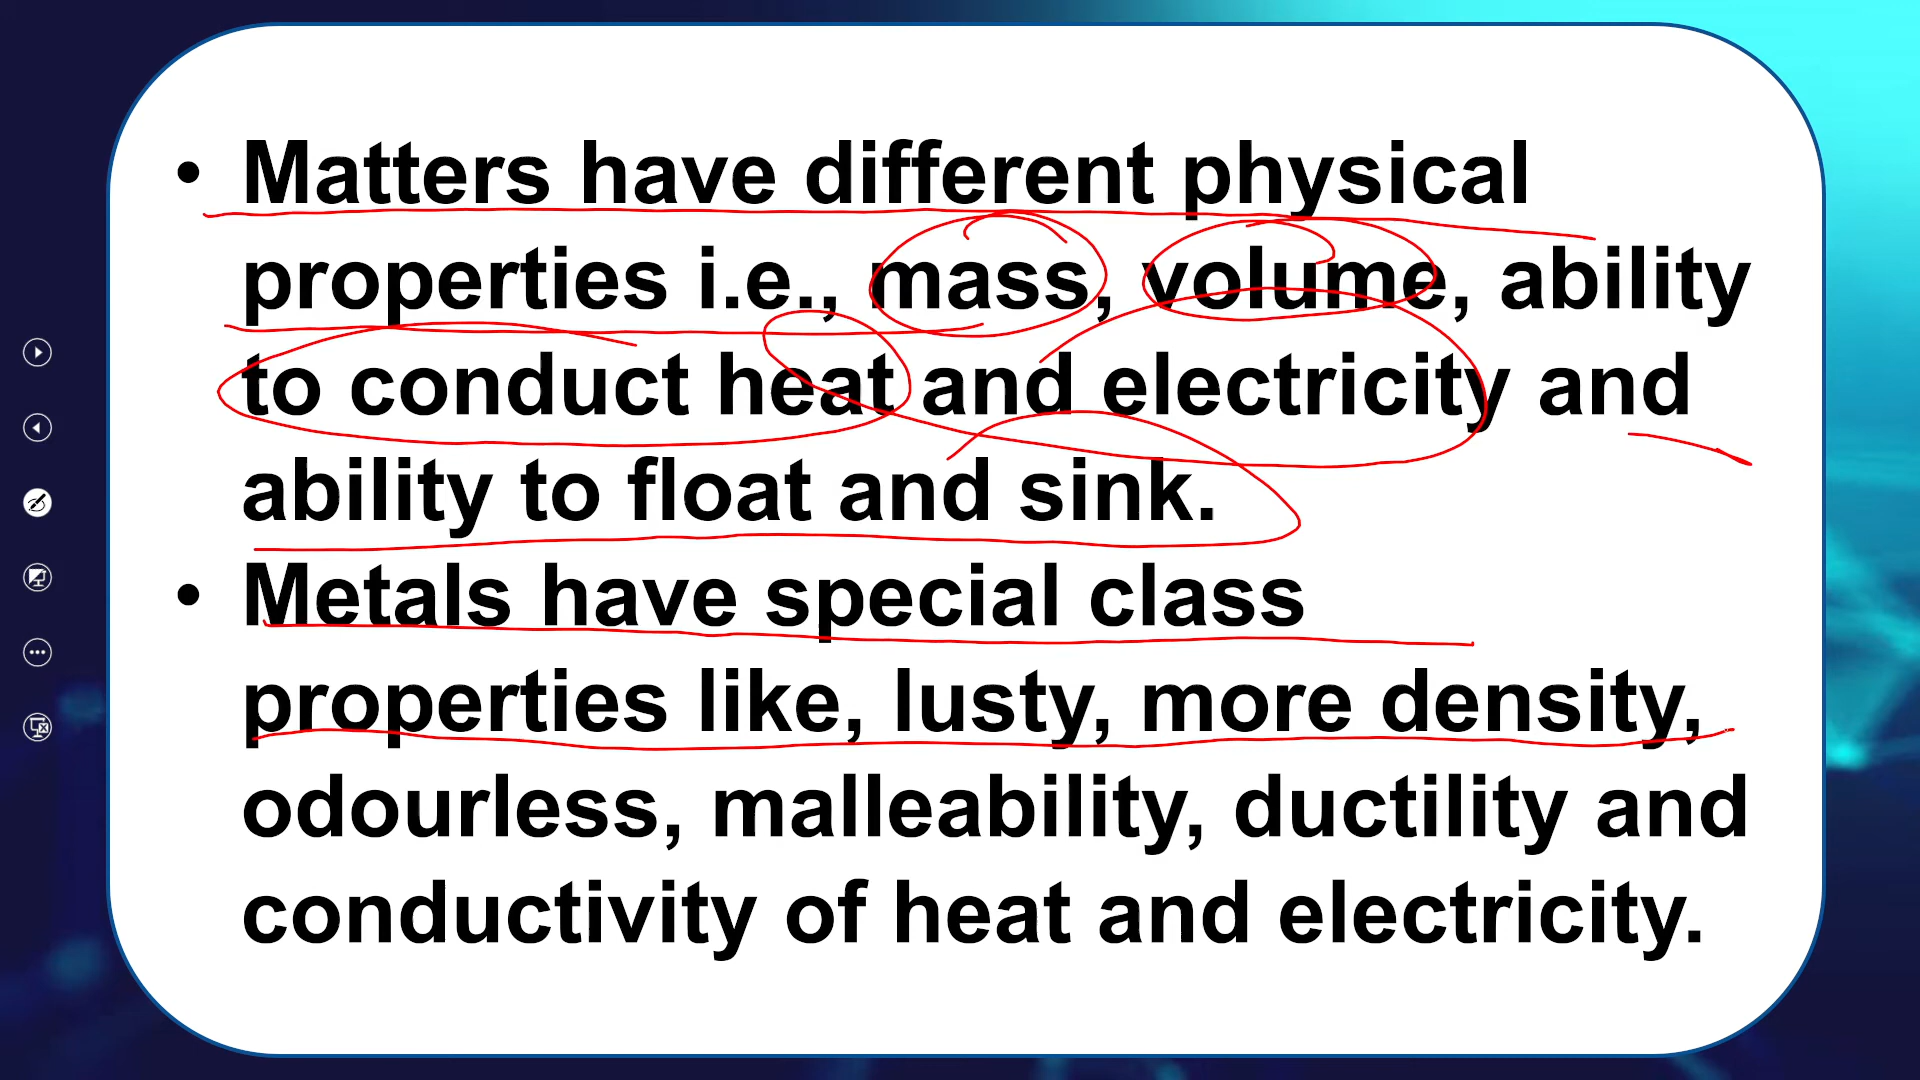 • Matters have different physical
properties i.e., mass, volume, ability
to conduct heat and electricity and
ability to float and sink.
• Metals have special class
properties like, lusty, more density,
odourless, malleability, ductility and
conductivity of heat and electricity.